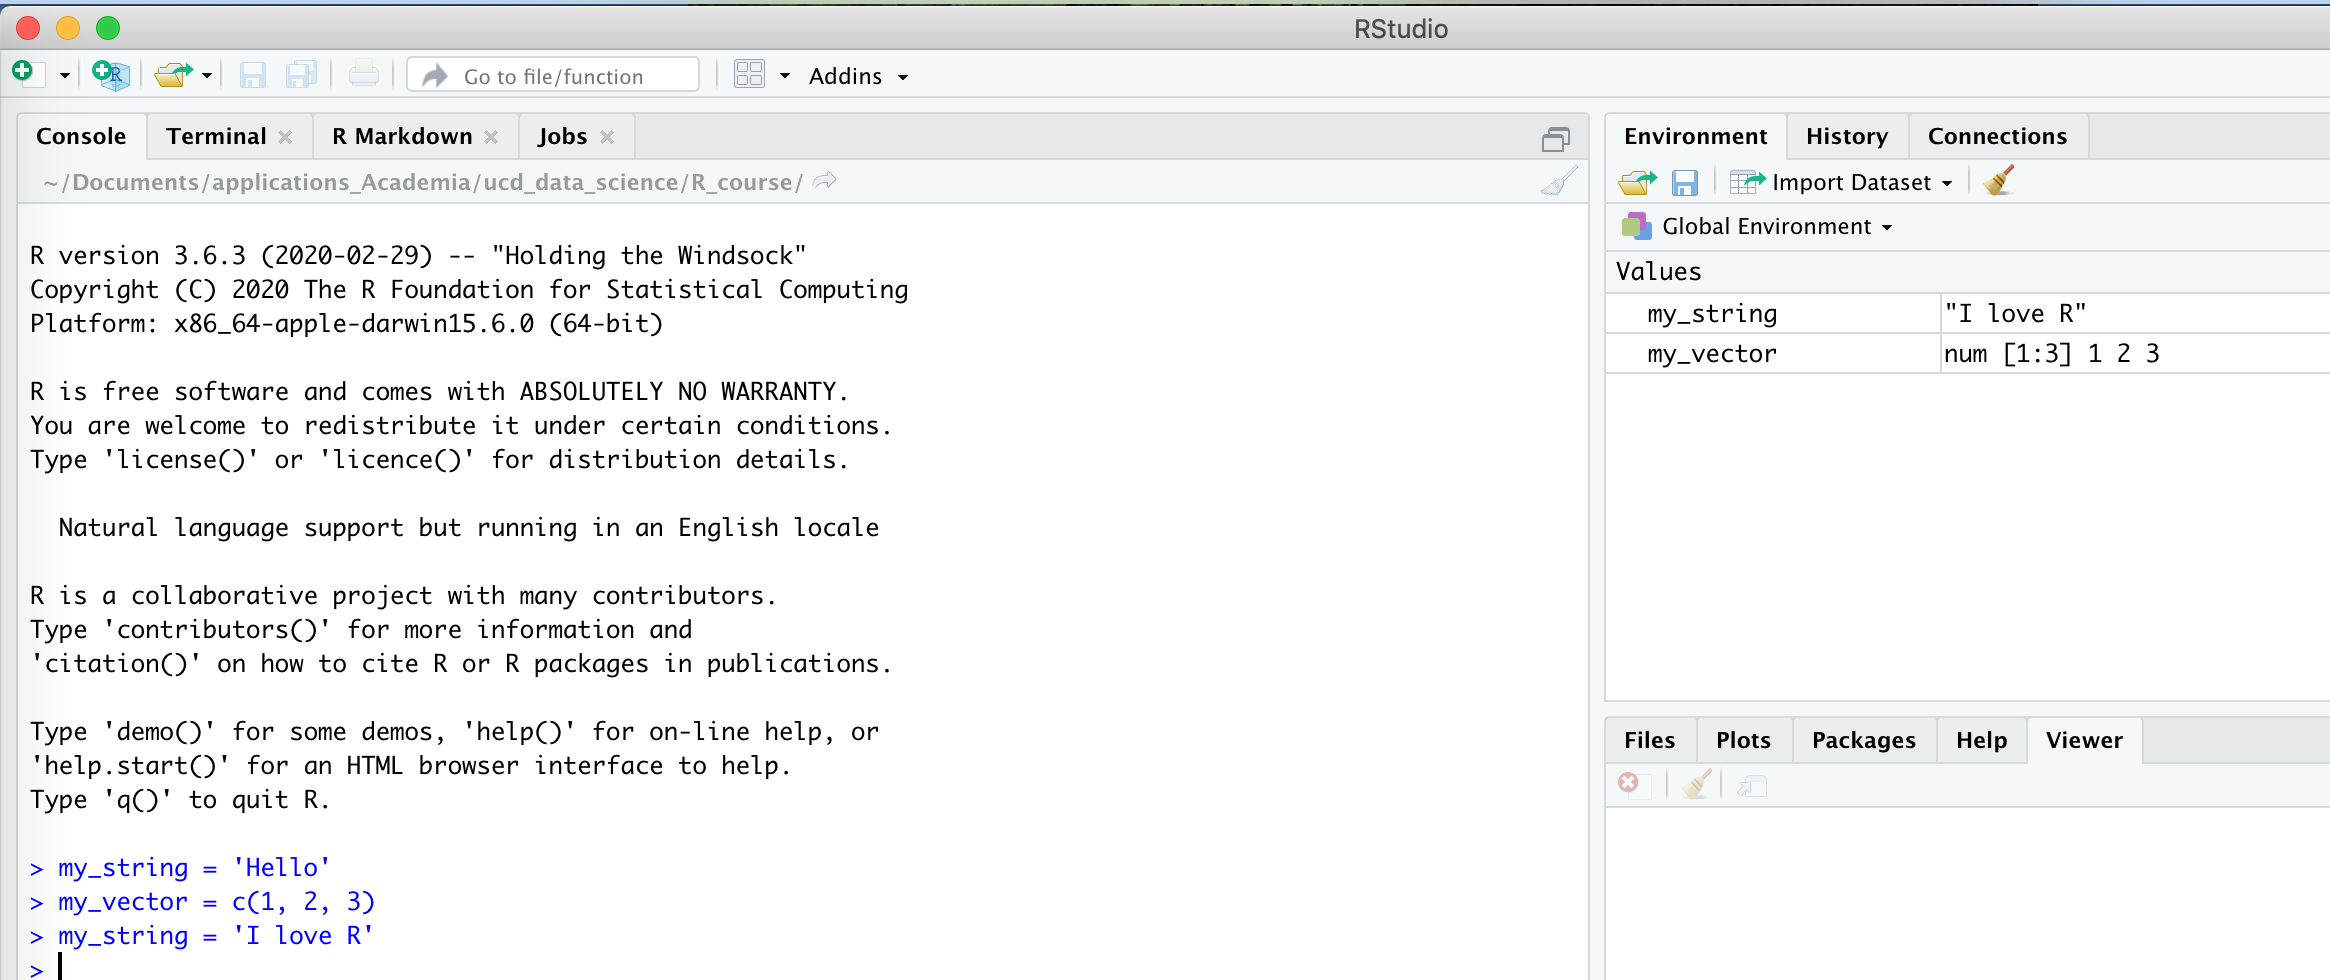 RStudio
Go to file/function
Addins
Console Terminal R Markdown Jobs
~/Documents/applications_Academia/ucd_data_science/R_course/
R version 3.6.3 (2020-02-29) -- "Holding the Windsock"
Copyright (C) 2020 The R Foundation for Statistical Computing
Platform: x86_64-apple-darwin15.6.0 (64-bit)
R is free software and comes with ABSOLUTELY NO WARRANTY.
You are welcome to redistribute it under certain conditions.
Type 'license()' or 'licence()' for distribution details.
Natural language support but running in an English locale
R is a collaborative project with many contributors.
Type 'contributors()' for more information and
'citation()' on how to cite R or R packages in publications.
Type 'demo()' for some demos, 'help()' for on-line help, or
'help.start()' for an HTML browser interface to help.
Type 'q()' to quit R.
> my_string = 'Hello'
> my_vector = c(1, 2, 3)
> my_string = 'I love R'
>
Environment History Connections
Import Dataset
Global Environment
Values
my_string "I love R"
my_vector num [1:3] 1 2 3
Files Plots Packages Help Viewer